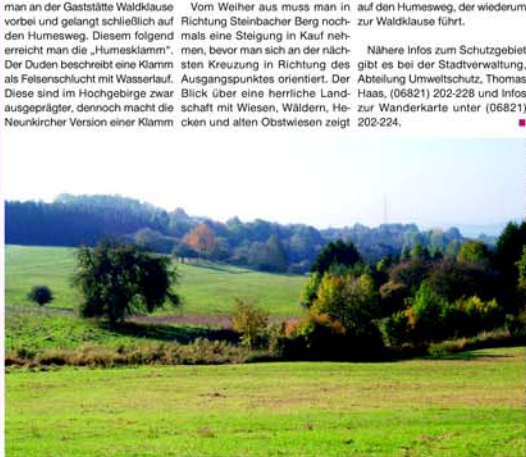 man an der Gaststätte Waldklause
vorbei und gelangt schließlich auf
den Humesweg. Diesem folgend
erreicht man die „Humesklamm“.
Der Duden beschreibt eine Klamm
als Felsenschlucht mit Wasserlauf.
Diese sind im Hochgebirge zwar
ausgeprägter, dennoch macht die
Neunkircher Version einer Klamm
Vom Weiher aus muss man in
Richtung Steinbacher Berg noch-
mals eine Steigung in Kauf neh-
men, bevor man sich an der näch-
sten Kreuzung in Richtung des
Ausgangspunktes orientiert. Der
Blick über eine herrliche Land-
schaft mit Wiesen, Wäldern, He-
cken und alten Obstwiesen zeigt
auf den Humesweg, der wiederum
zur Waldklause führt.
Nähere Infos zum Schutzgebiet
gibt es bei der Stadtverwaltung,
Abteilung Umweltschutz, Thomas
Haas, (06821) 202-228 und Infos
zur Wanderkarte unter (06821)
202-224.